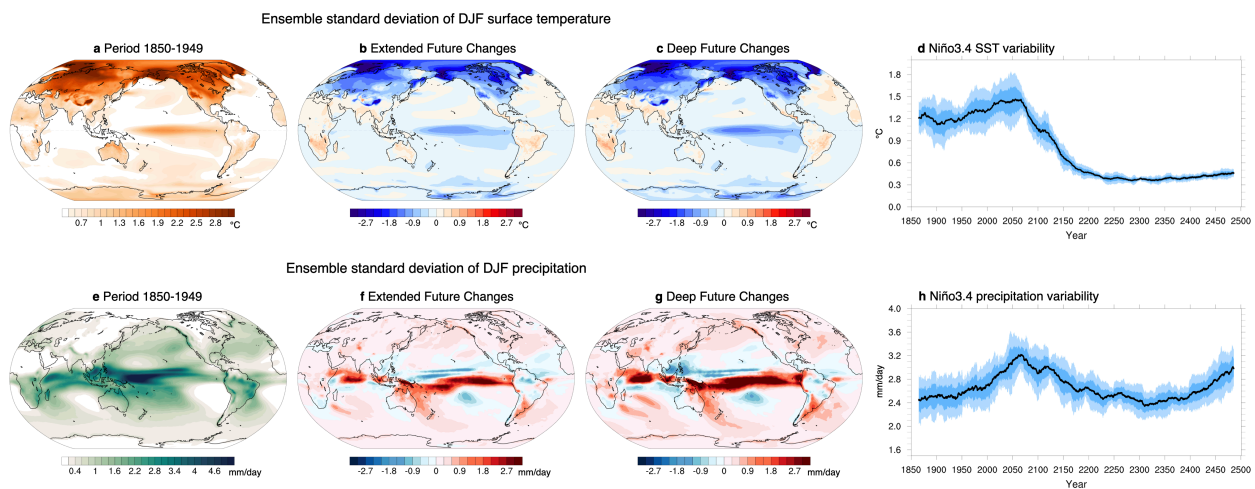 Ensemble standard deviation of DJF surface temperature
a Period 1850-1949
b Extended Future Changes
c Deep Future Changes
d Niño3.4 SST variability
0.7 1 1.3 1.6 1.9 2.2 2.5 2.8 °C
-2.7 -1.8 -0.9 0 0.9 1.8 2.7 °C
-2.7 -1.8 -0.9 0 0.9 1.8 2.7 °C
1.8
1.5
1.2
0.9
0.6
0.3
0.0
°C
1850 1900 1950 2000 2050 2100 2150 2200 2250 2300 2350 2400 2450 2500
Year
Ensemble standard deviation of DJF precipitation
e Period 1850-1949
f Extended Future Changes
g Deep Future Changes
h Niño3.4 precipitation variability
0.4 1 1.6 2.2 2.8 3.4 4 4.6 mm/day
-2.7 -1.8 -0.9 0 0.9 1.8 2.7 mm/day
-2.7 -1.8 -0.9 0 0.9 1.8 2.7 mm/day
4.0
3.6
3.2
2.8
2.4
2.0
1.6
mm/day
1850 1900 1950 2000 2050 2100 2150 2200 2250 2300 2350 2400 2450 2500
Year